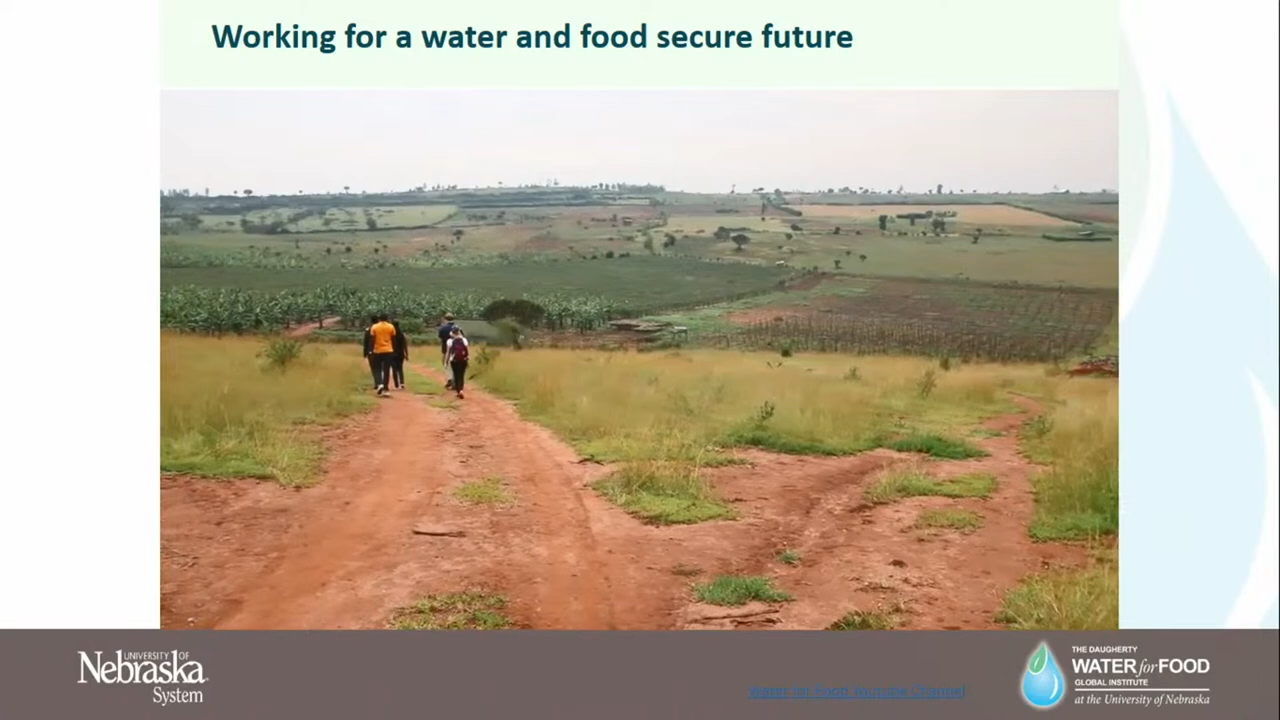 Working for a water and food secure future
UNIVERSITY OF
Nebraska
System
Water for Food Youtube Channel
THE DAUGHERTY
WATER for FOOD
GLOBAL INSTITUTE
at the University of Nebraska